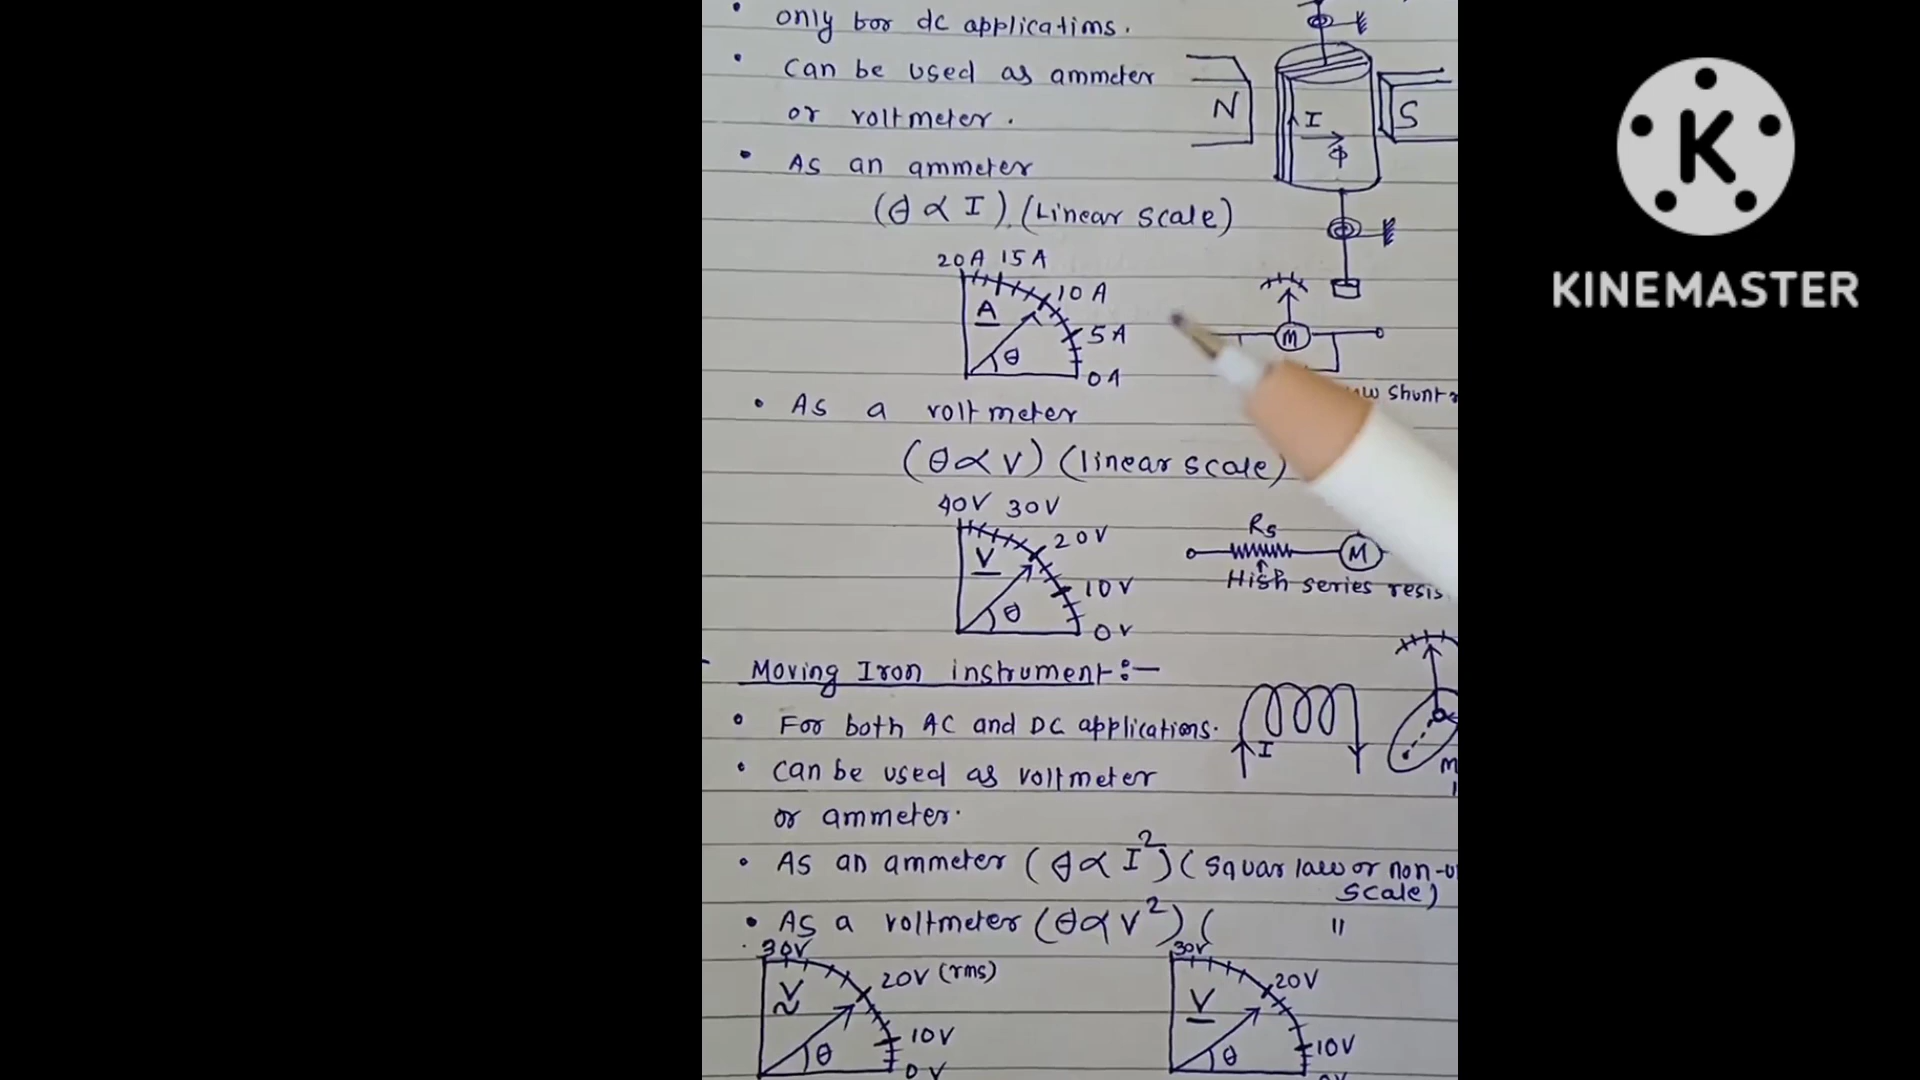 only bor dc applicatims.
can be used as ammeter
or voltmeter.
As an ammeter
(θ ∝ I). (Linear scale)
20A 15A
10A
A
5A
θ
0A
N
I
S
ϕ
M
shunt
As a voltmeter
(θ ∝ V) (linear scale)
40V 30V
20V
V
10V
θ
0V
Rs
M
High series resis
Moving Iron instrument:-
For both AC and DC applications.
can be used as voltmeter
or ammeter.
I
M
As an ammeter (θ ∝ I²) (squar law or non-u
scale)
As a voltmeter (θ ∝ V²) ( "
30V
20V (rms)
V
~
10V
θ
0V
30V
20V
V
10V
θ
0V
K
KINEMASTER